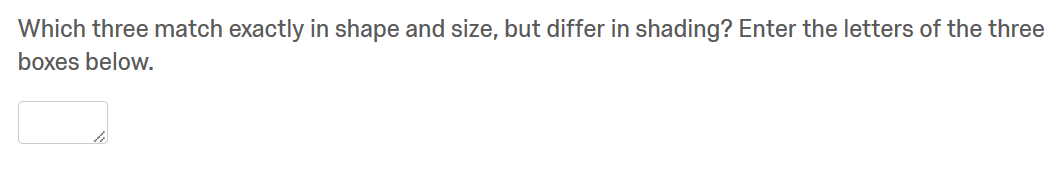 Which three match exactly in shape and size, but differ in shading? Enter the letters of the three
boxes below.